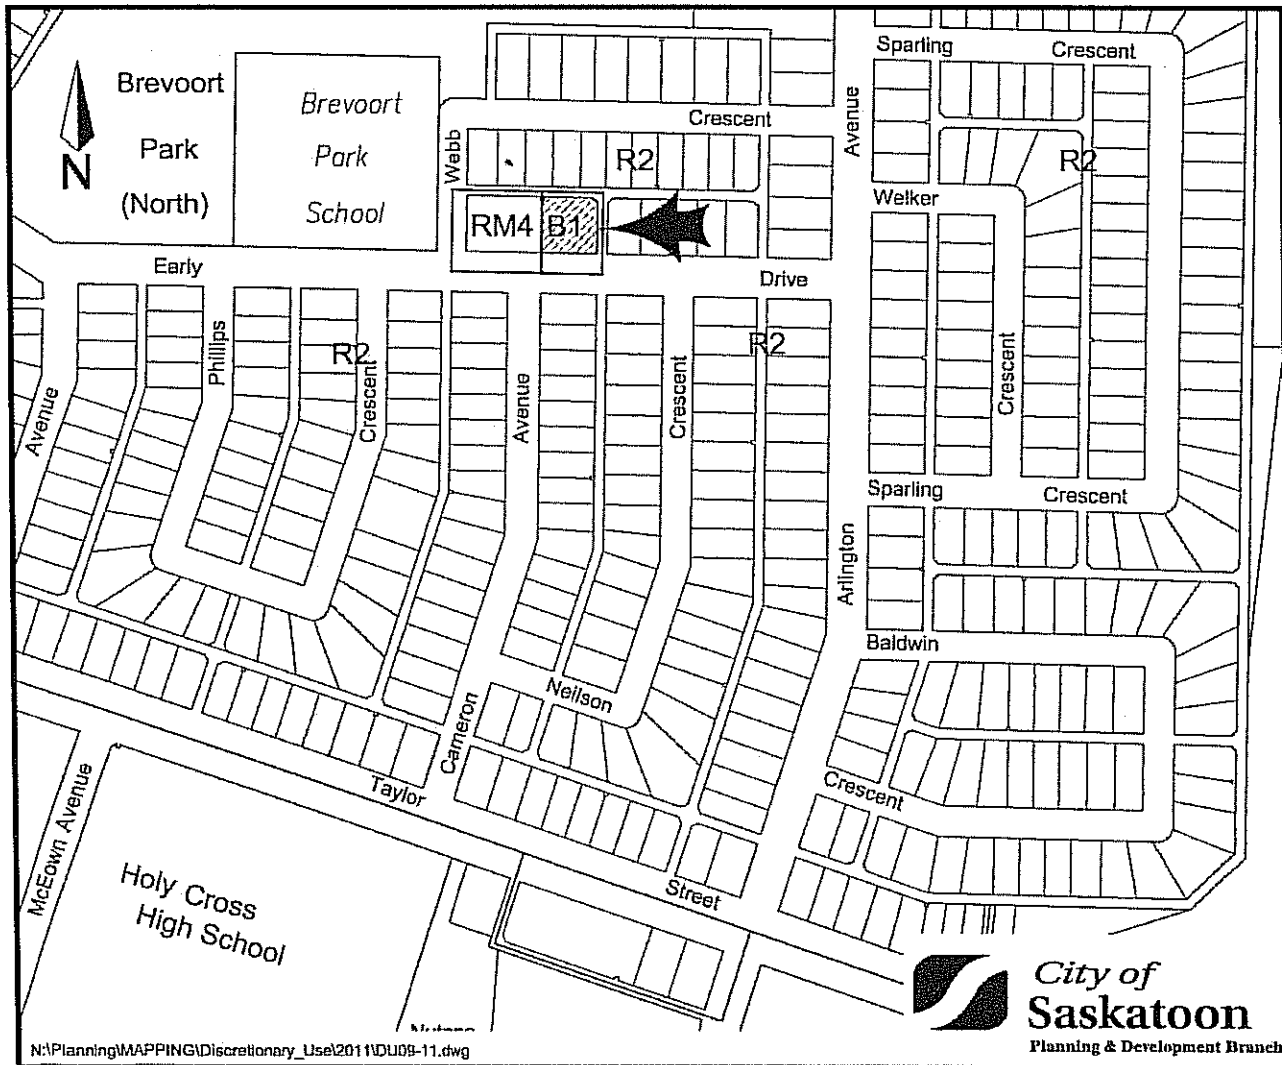 Sparling Crescent
Brevoort
Park
(North)
N
Brevoort
Park
School
Webb
Crescent
Avenue
R2
R2
Welker
RM4
B1
Early
Drive
Phillips
R2
Crescent
Avenue
Avenue
Crescent
R2
Crescent
Sparling
Crescent
Arlington
Baldwin
Neilson
Cameron
Taylor
Crescent
Street
McEown Avenue
Holy Cross
High School
City of
Saskatoon
Planning & Development Branch
N:\Planning\MAPPING\Discretionary_Use\2011\DU09-11.dwg